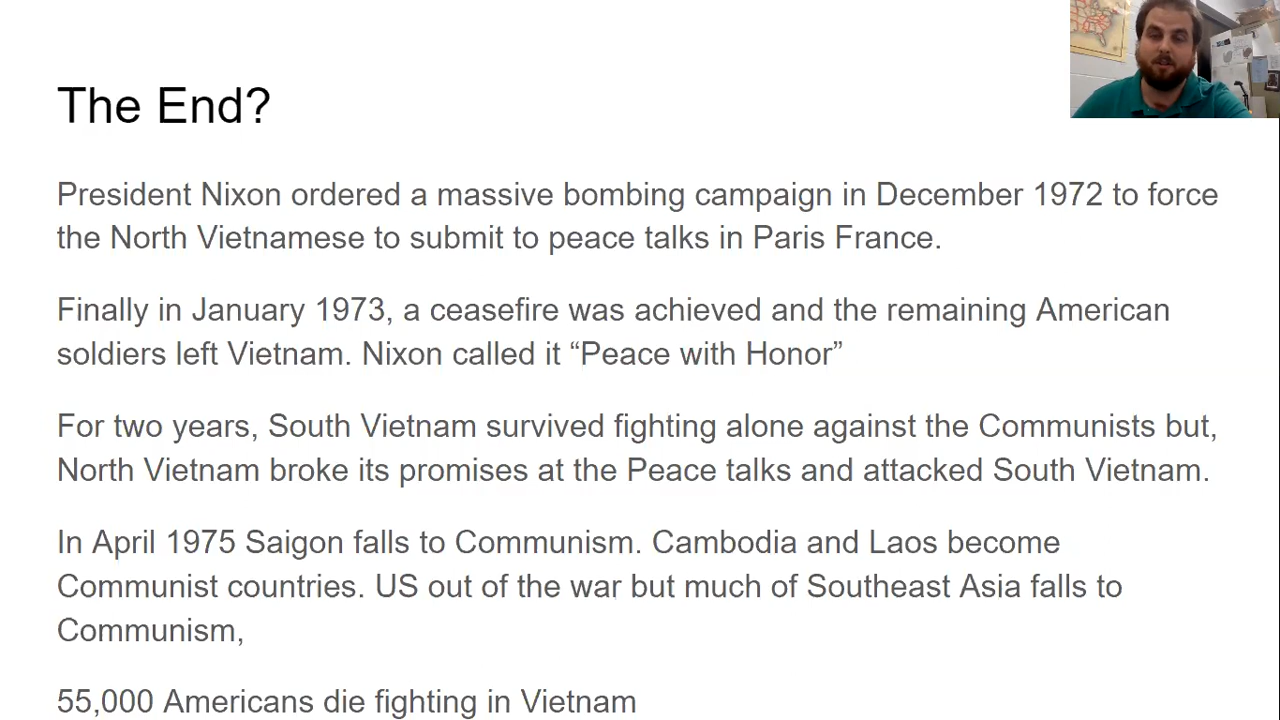 The End?
President Nixon ordered a massive bombing campaign in December 1972 to force
the North Vietnamese to submit to peace talks in Paris France.
Finally in January 1973, a ceasefire was achieved and the remaining American
soldiers left Vietnam. Nixon called it “Peace with Honor”
For two years, South Vietnam survived fighting alone against the Communists but,
North Vietnam broke its promises at the Peace talks and attacked South Vietnam.
In April 1975 Saigon falls to Communism. Cambodia and Laos become
Communist countries. US out of the war but much of Southeast Asia falls to
Communism,
55,000 Americans die fighting in Vietnam